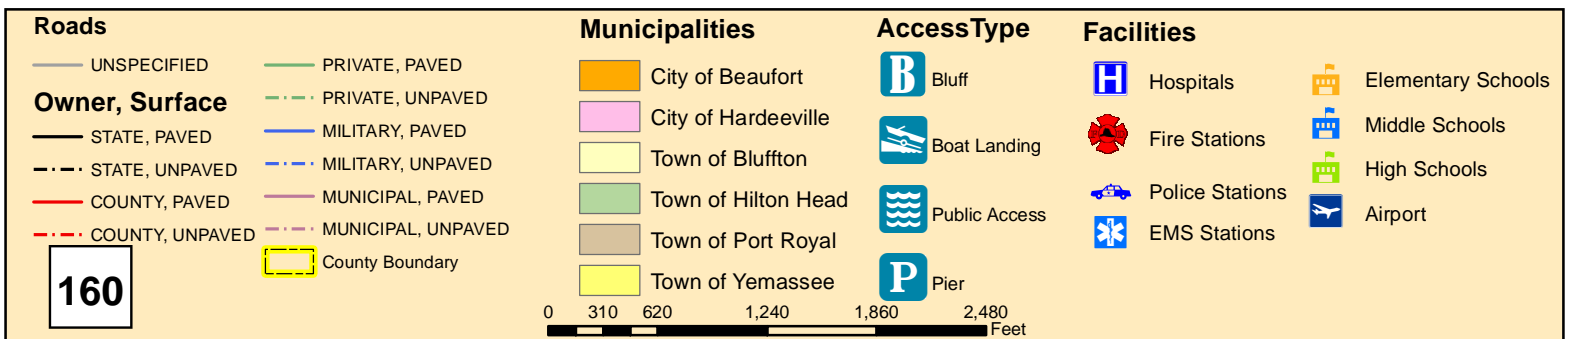 Roads
UNSPECIFIED
Owner, Surface
STATE, PAVED
STATE, UNPAVED
COUNTY, PAVED
COUNTY, UNPAVED
160
PRIVATE, PAVED
PRIVATE, UNPAVED
MILITARY, PAVED
MILITARY, UNPAVED
MUNICIPAL, PAVED
MUNICIPAL, UNPAVED
County Boundary
Municipalities
City of Beaufort
City of Hardeeville
Town of Bluffton
Town of Hilton Head
Town of Port Royal
Town of Yemassee
AccessType
B Bluff
Boat Landing
Public Access
P Pier
Facilities
H Hospitals
Fire Stations
Police Stations
EMS Stations
Elementary Schools
Middle Schools
High Schools
Airport
0 310 620 1,240 1,860 2,480
Feet